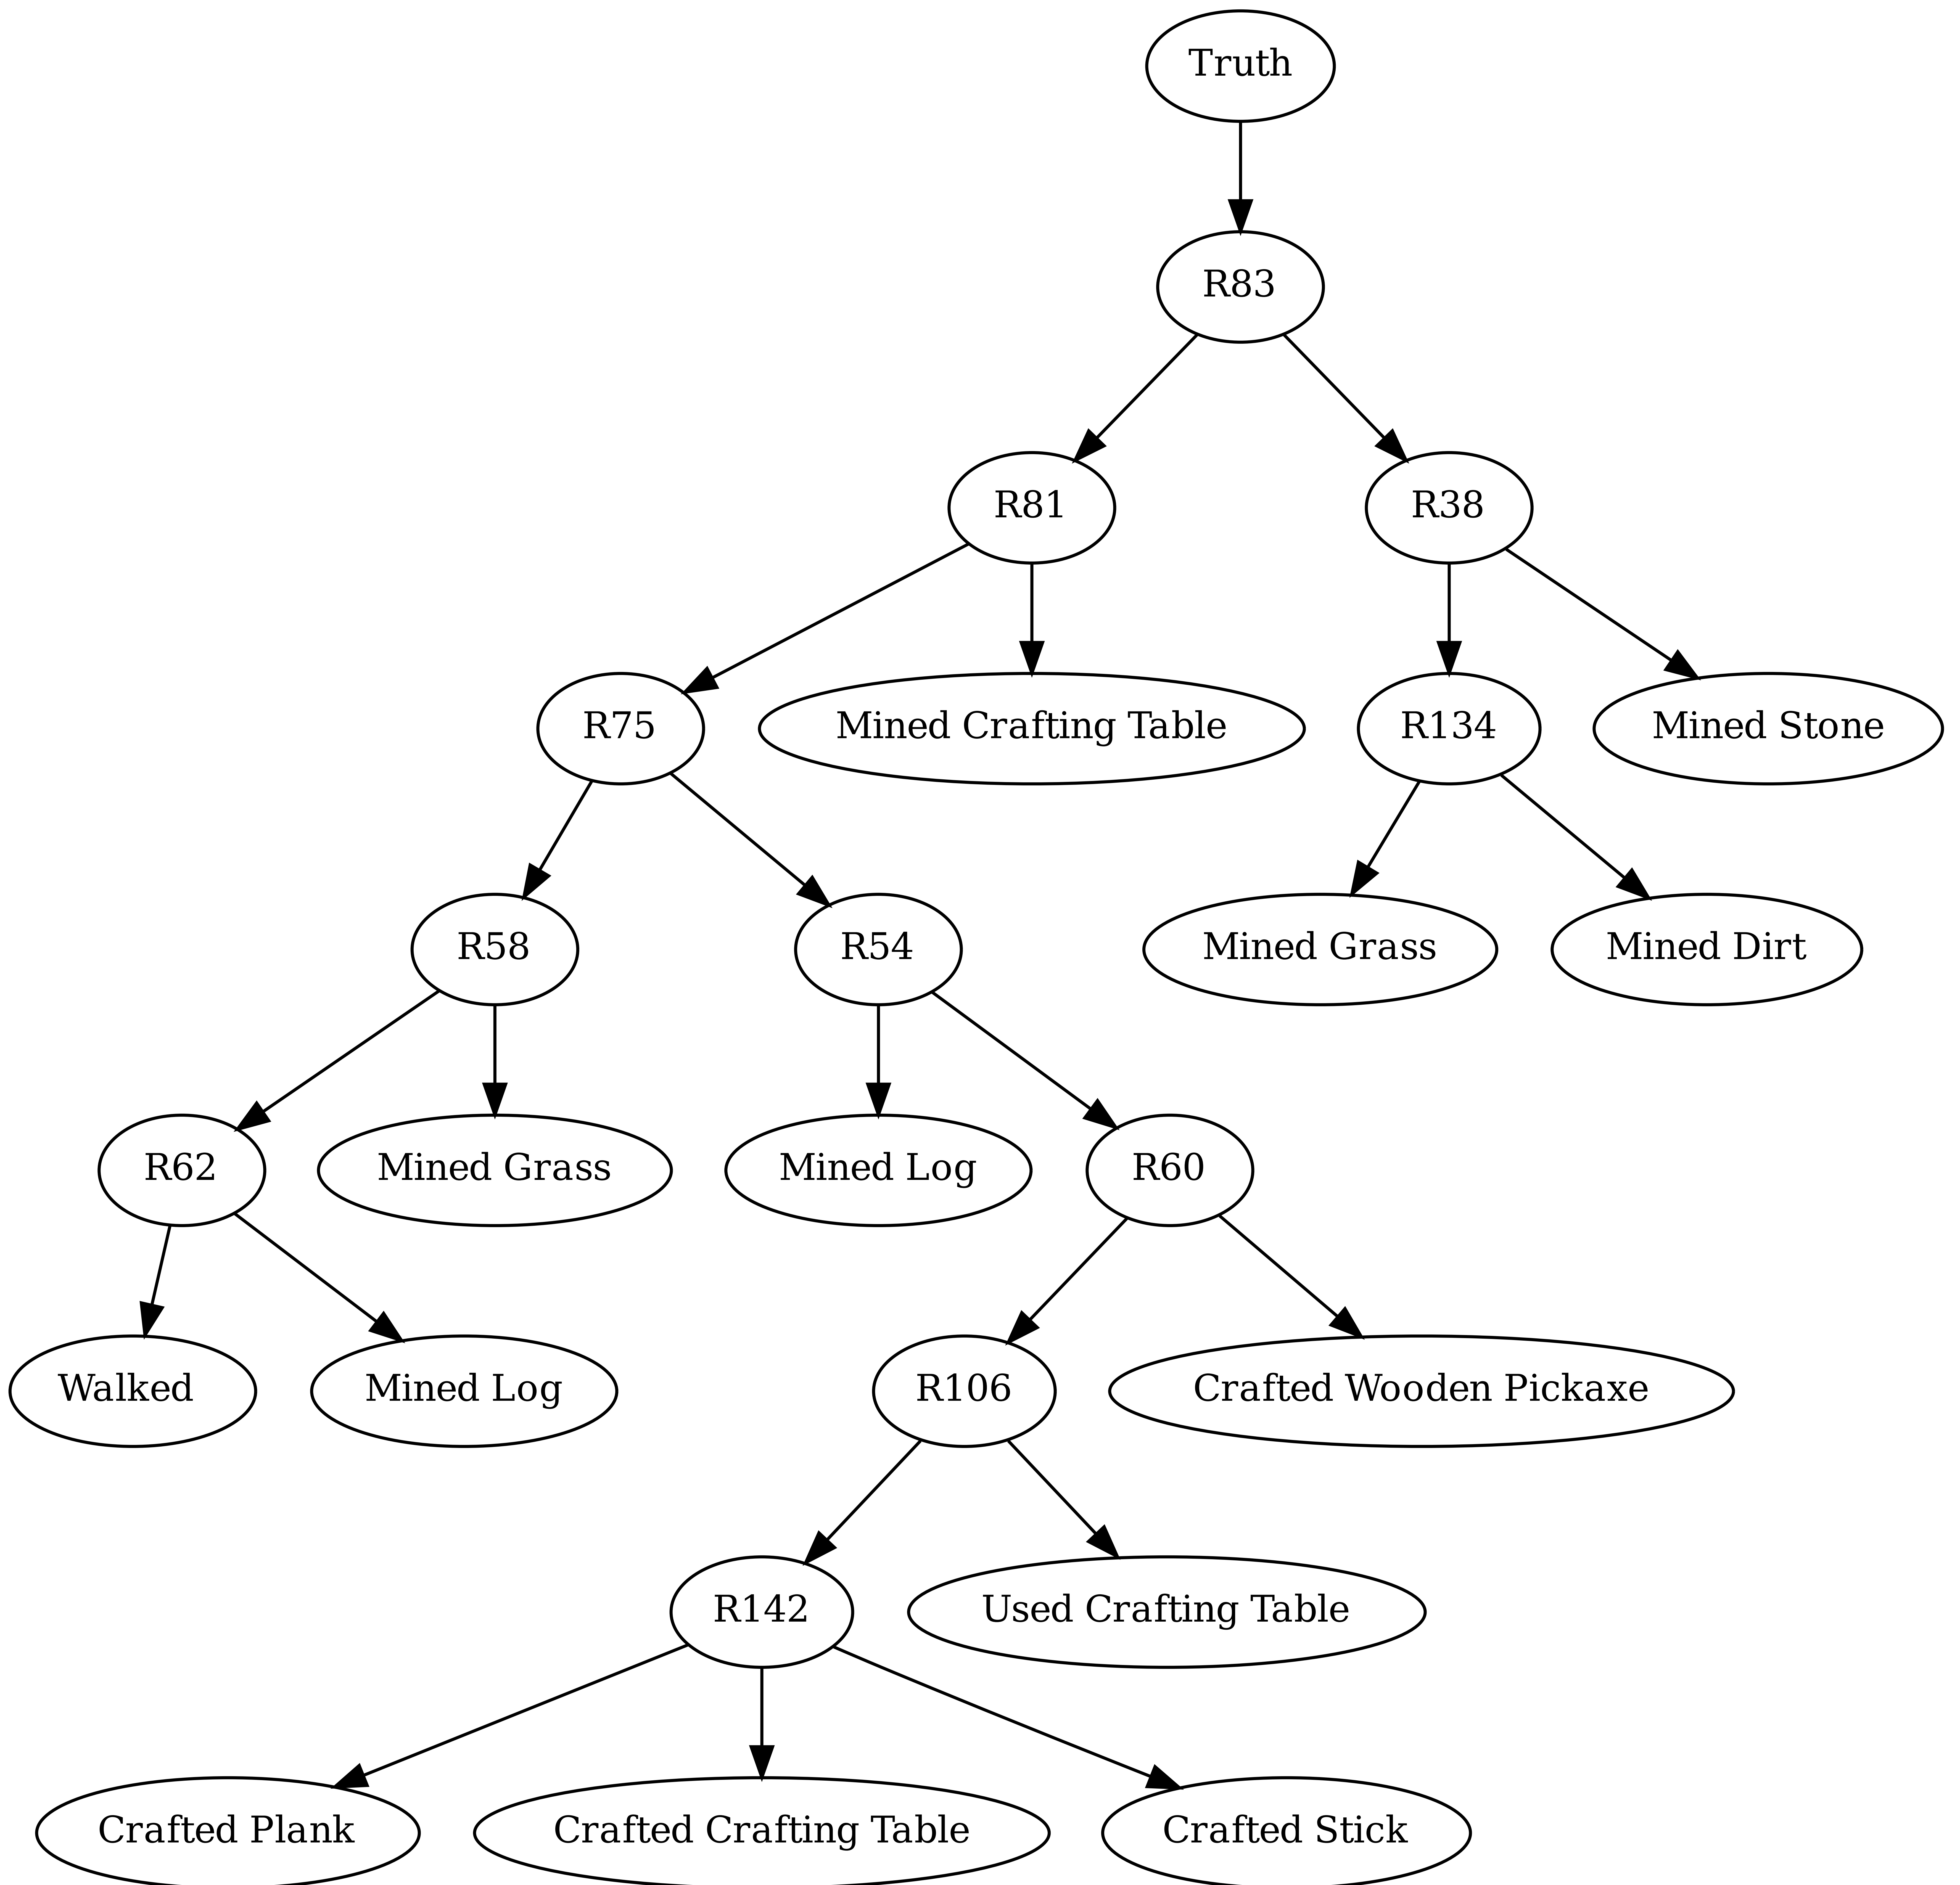 Truth
R83
R81
R38
R75
Mined Crafting Table
R134
Mined Stone
R58
R54
Mined Grass
Mined Dirt
R62
Mined Grass
Mined Log
R60
Walked
Mined Log
R106
Crafted Wooden Pickaxe
R142
Used Crafting Table
Crafted Plank
Crafted Crafting Table
Crafted Stick